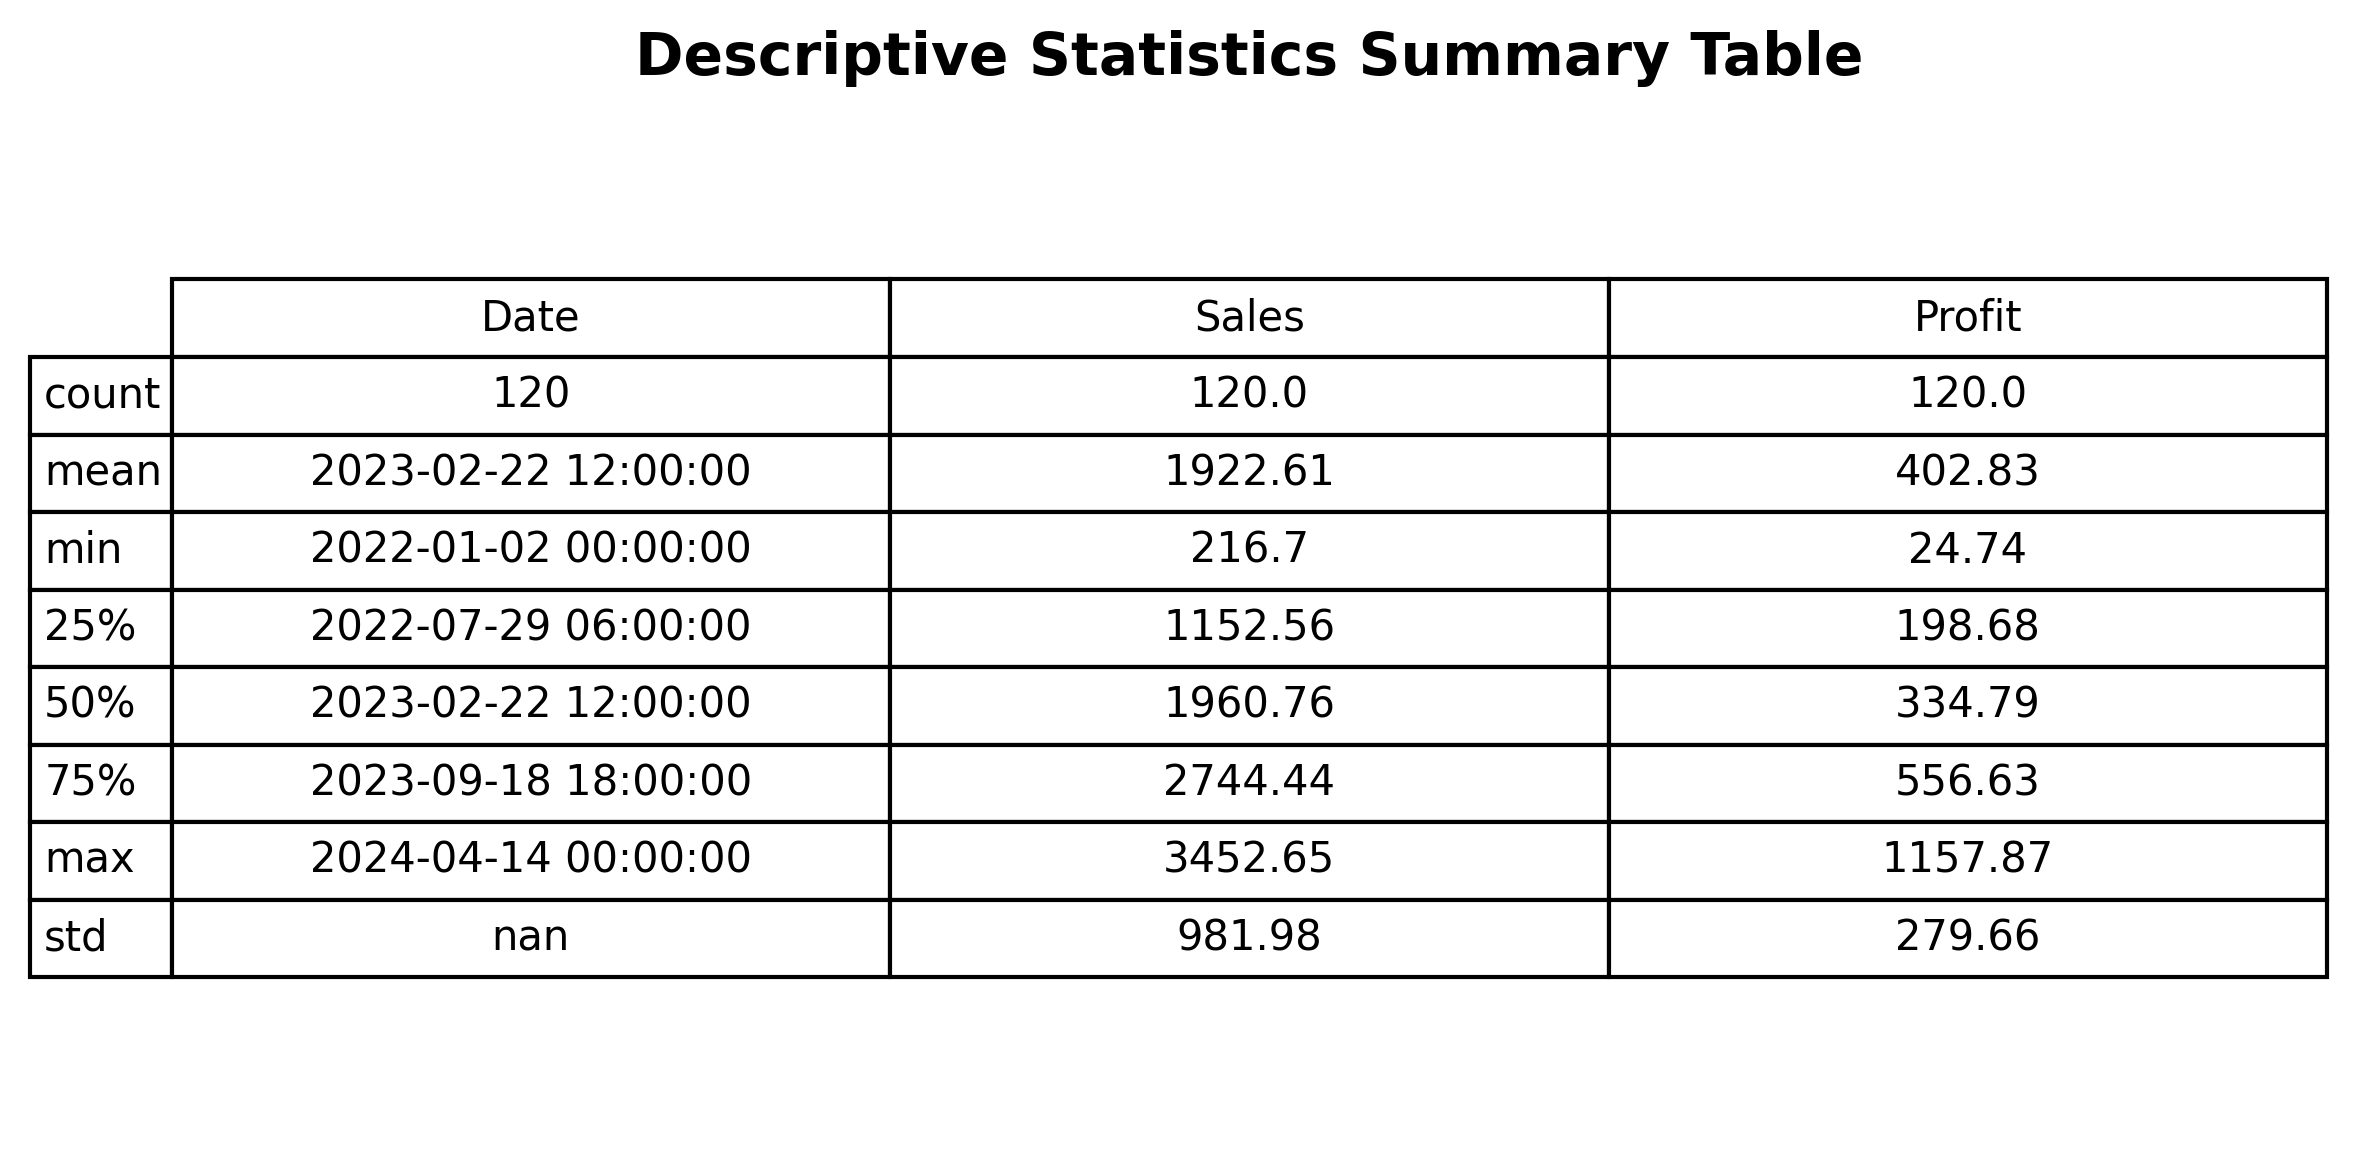 Descriptive Statistics Summary Table
Date Sales Profit
count 120 120.0 120.0
mean 2023-02-22 12:00:00 1922.61 402.83
min 2022-01-02 00:00:00 216.7 24.74
25% 2022-07-29 06:00:00 1152.56 198.68
50% 2023-02-22 12:00:00 1960.76 334.79
75% 2023-09-18 18:00:00 2744.44 556.63
max 2024-04-14 00:00:00 3452.65 1157.87
std nan 981.98 279.66